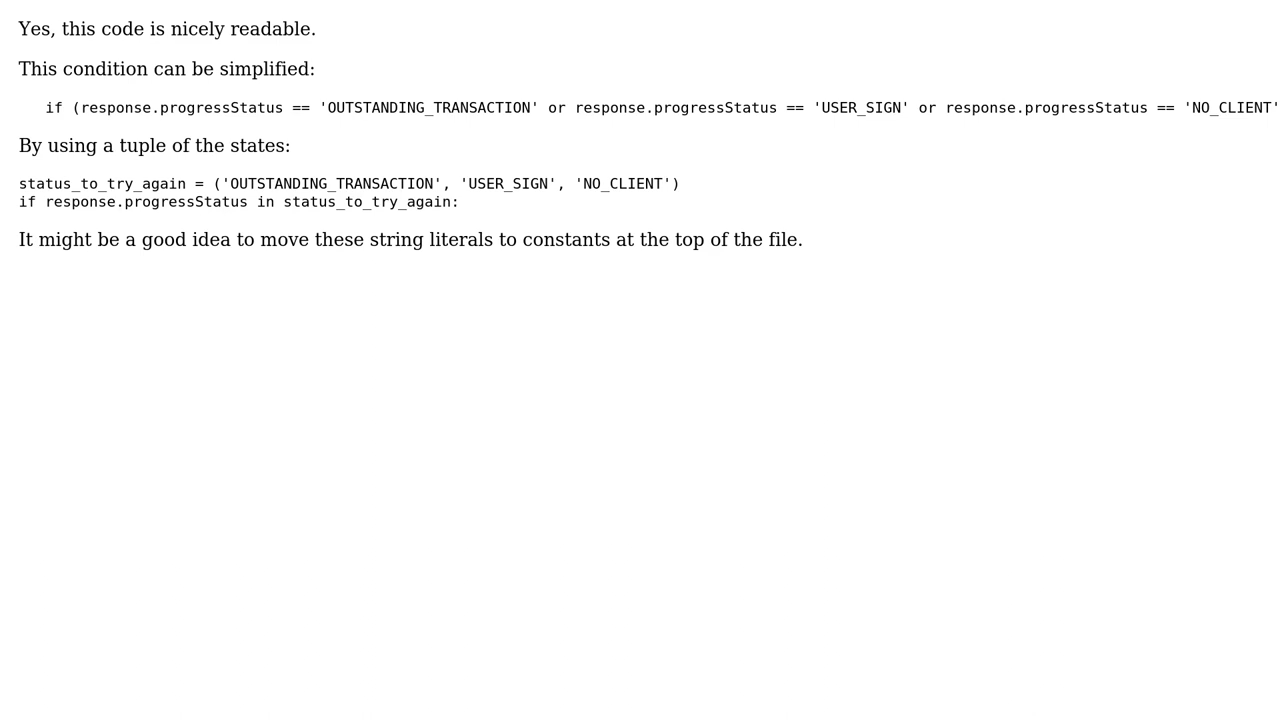 Yes, this code is nicely readable.
This condition can be simplified:
if (response.progressStatus == 'OUTSTANDING_TRANSACTION' or response.progressStatus == 'USER_SIGN' or response.progressStatus == 'NO_CLIENT'
By using a tuple of the states:
status_to_try_again = ('OUTSTANDING_TRANSACTION', 'USER_SIGN', 'NO_CLIENT')
if response.progressStatus in status_to_try_again:
It might be a good idea to move these string literals to constants at the top of the file.